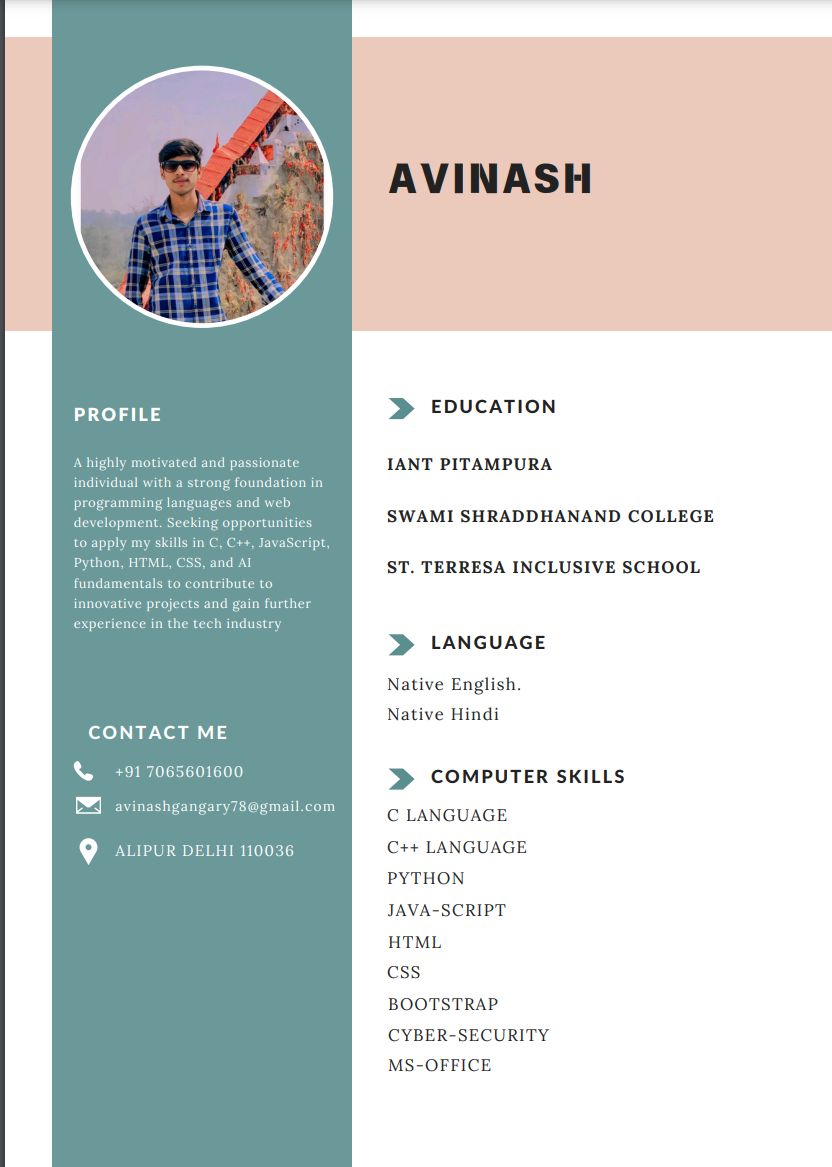 AVINASH
PROFILE
A highly motivated and passionate
individual with a strong foundation in
programming languages and web
development. Seeking opportunities
to apply my skills in C, C++, JavaScript,
Python, HTML, CSS, and AI
fundamentals to contribute to
innovative projects and gain further
experience in the tech industry
CONTACT ME
+91 7065601600
avinashgangary78@gmail.com
ALIPUR DELHI 110036
EDUCATION
IANT PITAMPURA
SWAMI SHRADDHANAND COLLEGE
ST. TERRESA INCLUSIVE SCHOOL
LANGUAGE
Native English.
Native Hindi
COMPUTER SKILLS
C LANGUAGE
C++ LANGUAGE
PYTHON
JAVA-SCRIPT
HTML
CSS
BOOTSTRAP
CYBER-SECURITY
MS-OFFICE